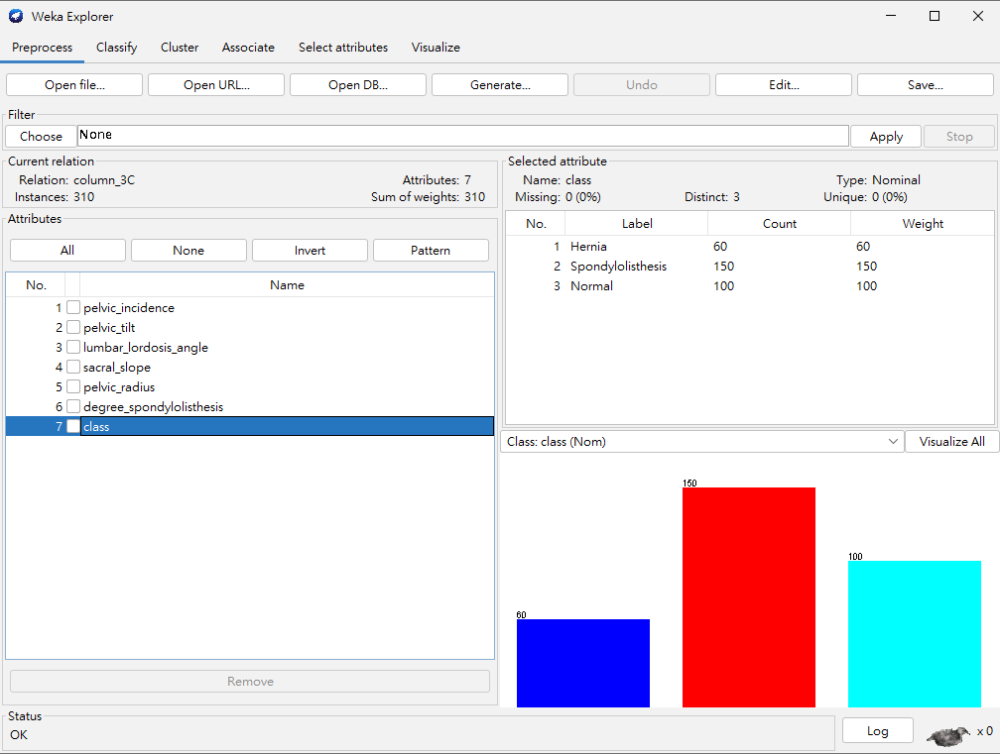 Weka Explorer
Preprocess Classify Cluster Associate Select attributes Visualize
Open file... Open URL... Open DB... Generate... Undo Edit... Save...
Filter
Choose None Apply Stop
Current relation
Relation: column_3C Attributes: 7
Instances: 310 Sum of weights: 310
Attributes
All None Invert Pattern
No. Name
1 pelvic_incidence
2 pelvic_tilt
3 lumbar_lordosis_angle
4 sacral_slope
5 pelvic_radius
6 degree_spondylolisthesis
7 class
Remove
Selected attribute
Name: class Type: Nominal
Missing: 0 (0%) Distinct: 3 Unique: 0 (0%)
No. Label Count Weight
1 Hernia 60 60
2 Spondylolisthesis 150 150
3 Normal 100 100
Class: class (Nom) Visualize All
60
150
100
Status
OK
Log x 0